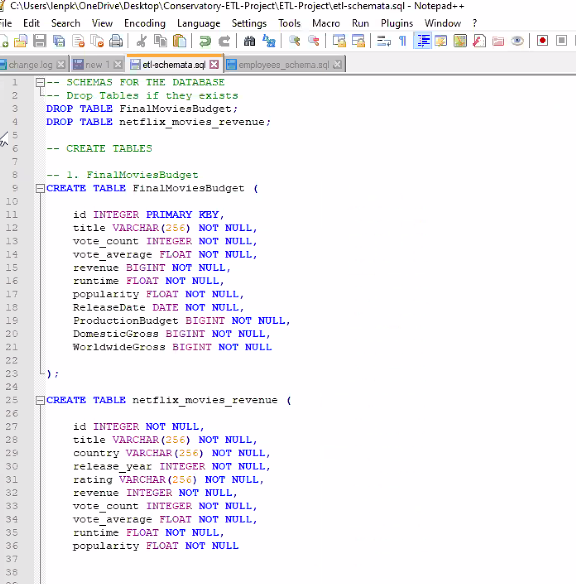 C:\Users\lenpk\OneDrive\Desktop\Conservatory-ETL-Project\ETL-Project\etl-schemata.sql - Notepad++
File Edit Search View Encoding Language Settings Tools Macro Run Plugins Window ?
change.log new 1 etl-schemata.sql employees_schema.sql
1 -- SCHEMAS FOR THE DATABASE
2 -- Drop Tables if they exists
3 DROP TABLE FinalMoviesBudget;
4 DROP TABLE netflix_movies_revenue;
5
6 -- CREATE TABLES
7
8 -- 1. FinalMoviesBudget
9 CREATE TABLE FinalMoviesBudget (
10
11 id INTEGER PRIMARY KEY,
12 title VARCHAR(256) NOT NULL,
13 vote_count INTEGER NOT NULL,
14 vote_average FLOAT NOT NULL,
15 revenue BIGINT NOT NULL,
16 runtime FLOAT NOT NULL,
17 popularity FLOAT NOT NULL,
18 ReleaseDate DATE NOT NULL,
19 ProductionBudget BIGINT NOT NULL,
20 DomesticGross BIGINT NOT NULL,
21 WorldwideGross BIGINT NOT NULL
22
23 );
24
25 CREATE TABLE netflix_movies_revenue (
26
27 id INTEGER NOT NULL,
28 title VARCHAR(256) NOT NULL,
29 country VARCHAR(256) NOT NULL,
30 release_year INTEGER NOT NULL,
31 rating VARCHAR(256) NOT NULL,
32 revenue INTEGER NOT NULL,
33 vote_count INTEGER NOT NULL,
34 vote_average FLOAT NOT NULL,
35 runtime FLOAT NOT NULL,
36 popularity FLOAT NOT NULL
37
38